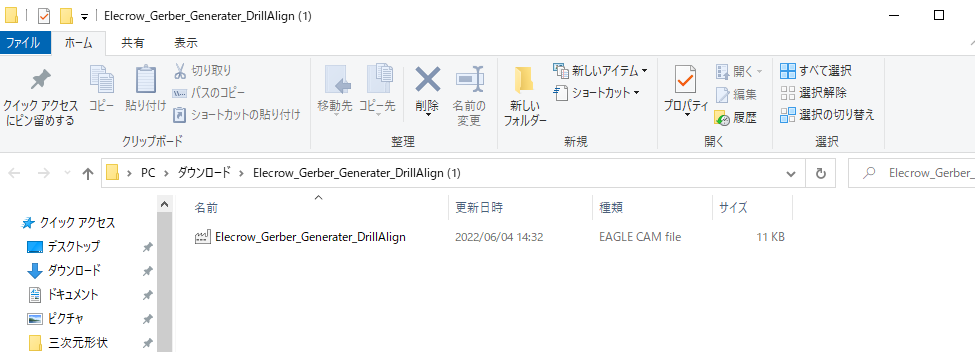 Elecrow_Gerber_Generater_DrillAlign (1)
ファイル ホーム 共有 表示
クイック アクセス
にピン留めする
コピー
貼り付け
切り取り
パスのコピー
ショートカットの貼り付け
クリップボード
移動先
コピー先
削除
名前の
変更
整理
新しい
フォルダー
新しいアイテム
ショートカット
新規
プロパティ
開く
編集
履歴
開く
すべて選択
選択解除
選択の切り替え
選択
PC > ダウンロード > Elecrow_Gerber_Generater_DrillAlign (1)
Elecrow_Gerber_
クイック アクセス
デスクトップ
ダウンロード
ドキュメント
ピクチャ
三次元形状
名前 更新日時 種類 サイズ
Elecrow_Gerber_Generater_DrillAlign 2022/06/04 14:32 EAGLE CAM file 11 KB